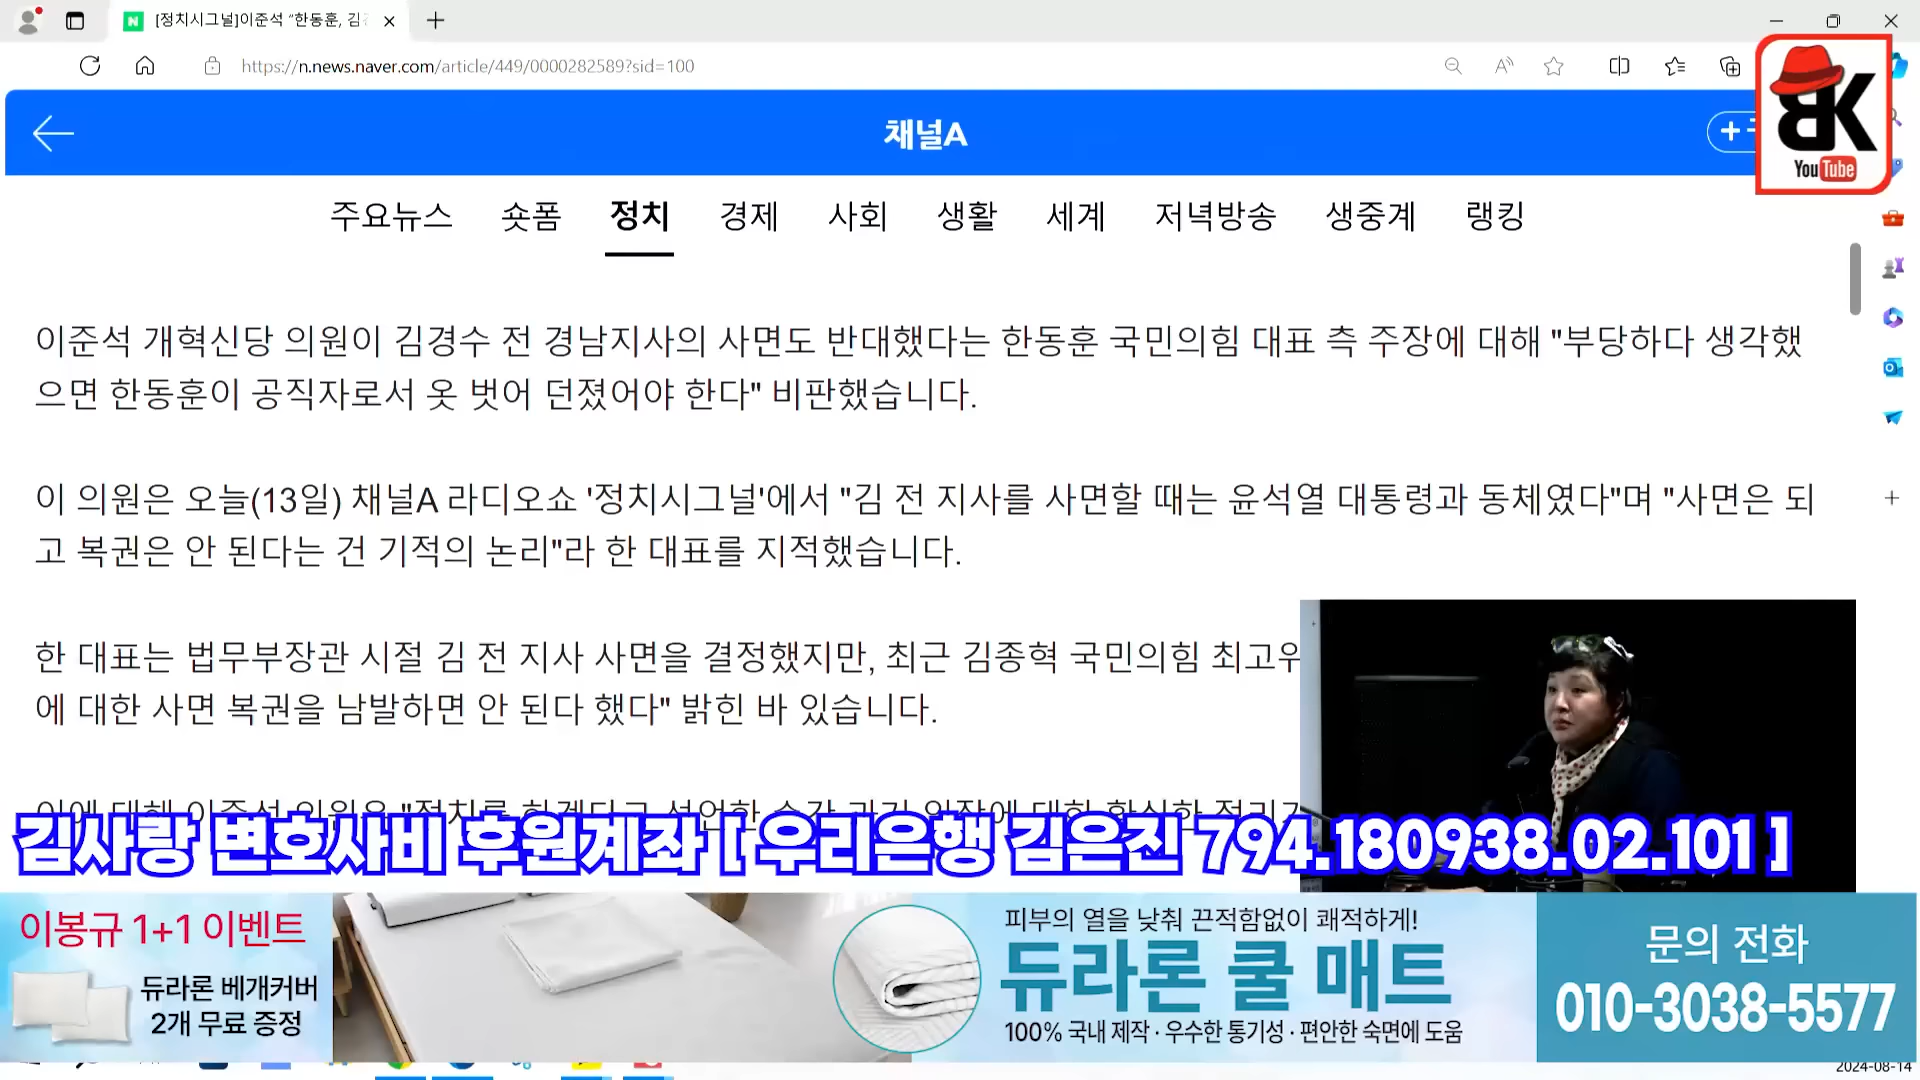 [정치시그널]이준석 “한동훈, 김
https://n.news.naver.com/article/449/0000282589?sid=100
채널A
BK
YouTube
주요뉴스 숏폼 정치 경제 사회 생활 세계 저녁방송 생중계 랭킹
이준석 개혁신당 의원이 김경수 전 경남지사의 사면도 반대했다는 한동훈 국민의힘 대표 측 주장에 대해 "부당하다 생각했
으면 한동훈이 공직자로서 옷 벗어 던졌어야 한다" 비판했습니다.
이 의원은 오늘(13일) 채널A 라디오쇼 '정치시그널'에서 "김 전 지사를 사면할 때는 윤석열 대통령과 동체였다"며 "사면은 되
고 복권은 안 된다는 건 기적의 논리"라 한 대표를 지적했습니다.
한 대표는 법무부장관 시절 김 전 지사 사면을 결정했지만, 최근 김종혁 국민의힘 최고위
에 대한 사면 복권을 남발하면 안 된다 했다" 밝힌 바 있습니다.
김사랑 변호사비 후원계좌 [ 우리은행 김은진 794.180938.02.101 ]
이봉규 1+1 이벤트
듀라론 베개커버
2개 무료 증정
피부의 열을 낮춰 끈적함없이 쾌적하게!
듀라론 쿨 매트
100% 국내 제작 · 우수한 통기성 · 편안한 숙면에 도움
문의 전화
010-3038-5577
2024-08-14